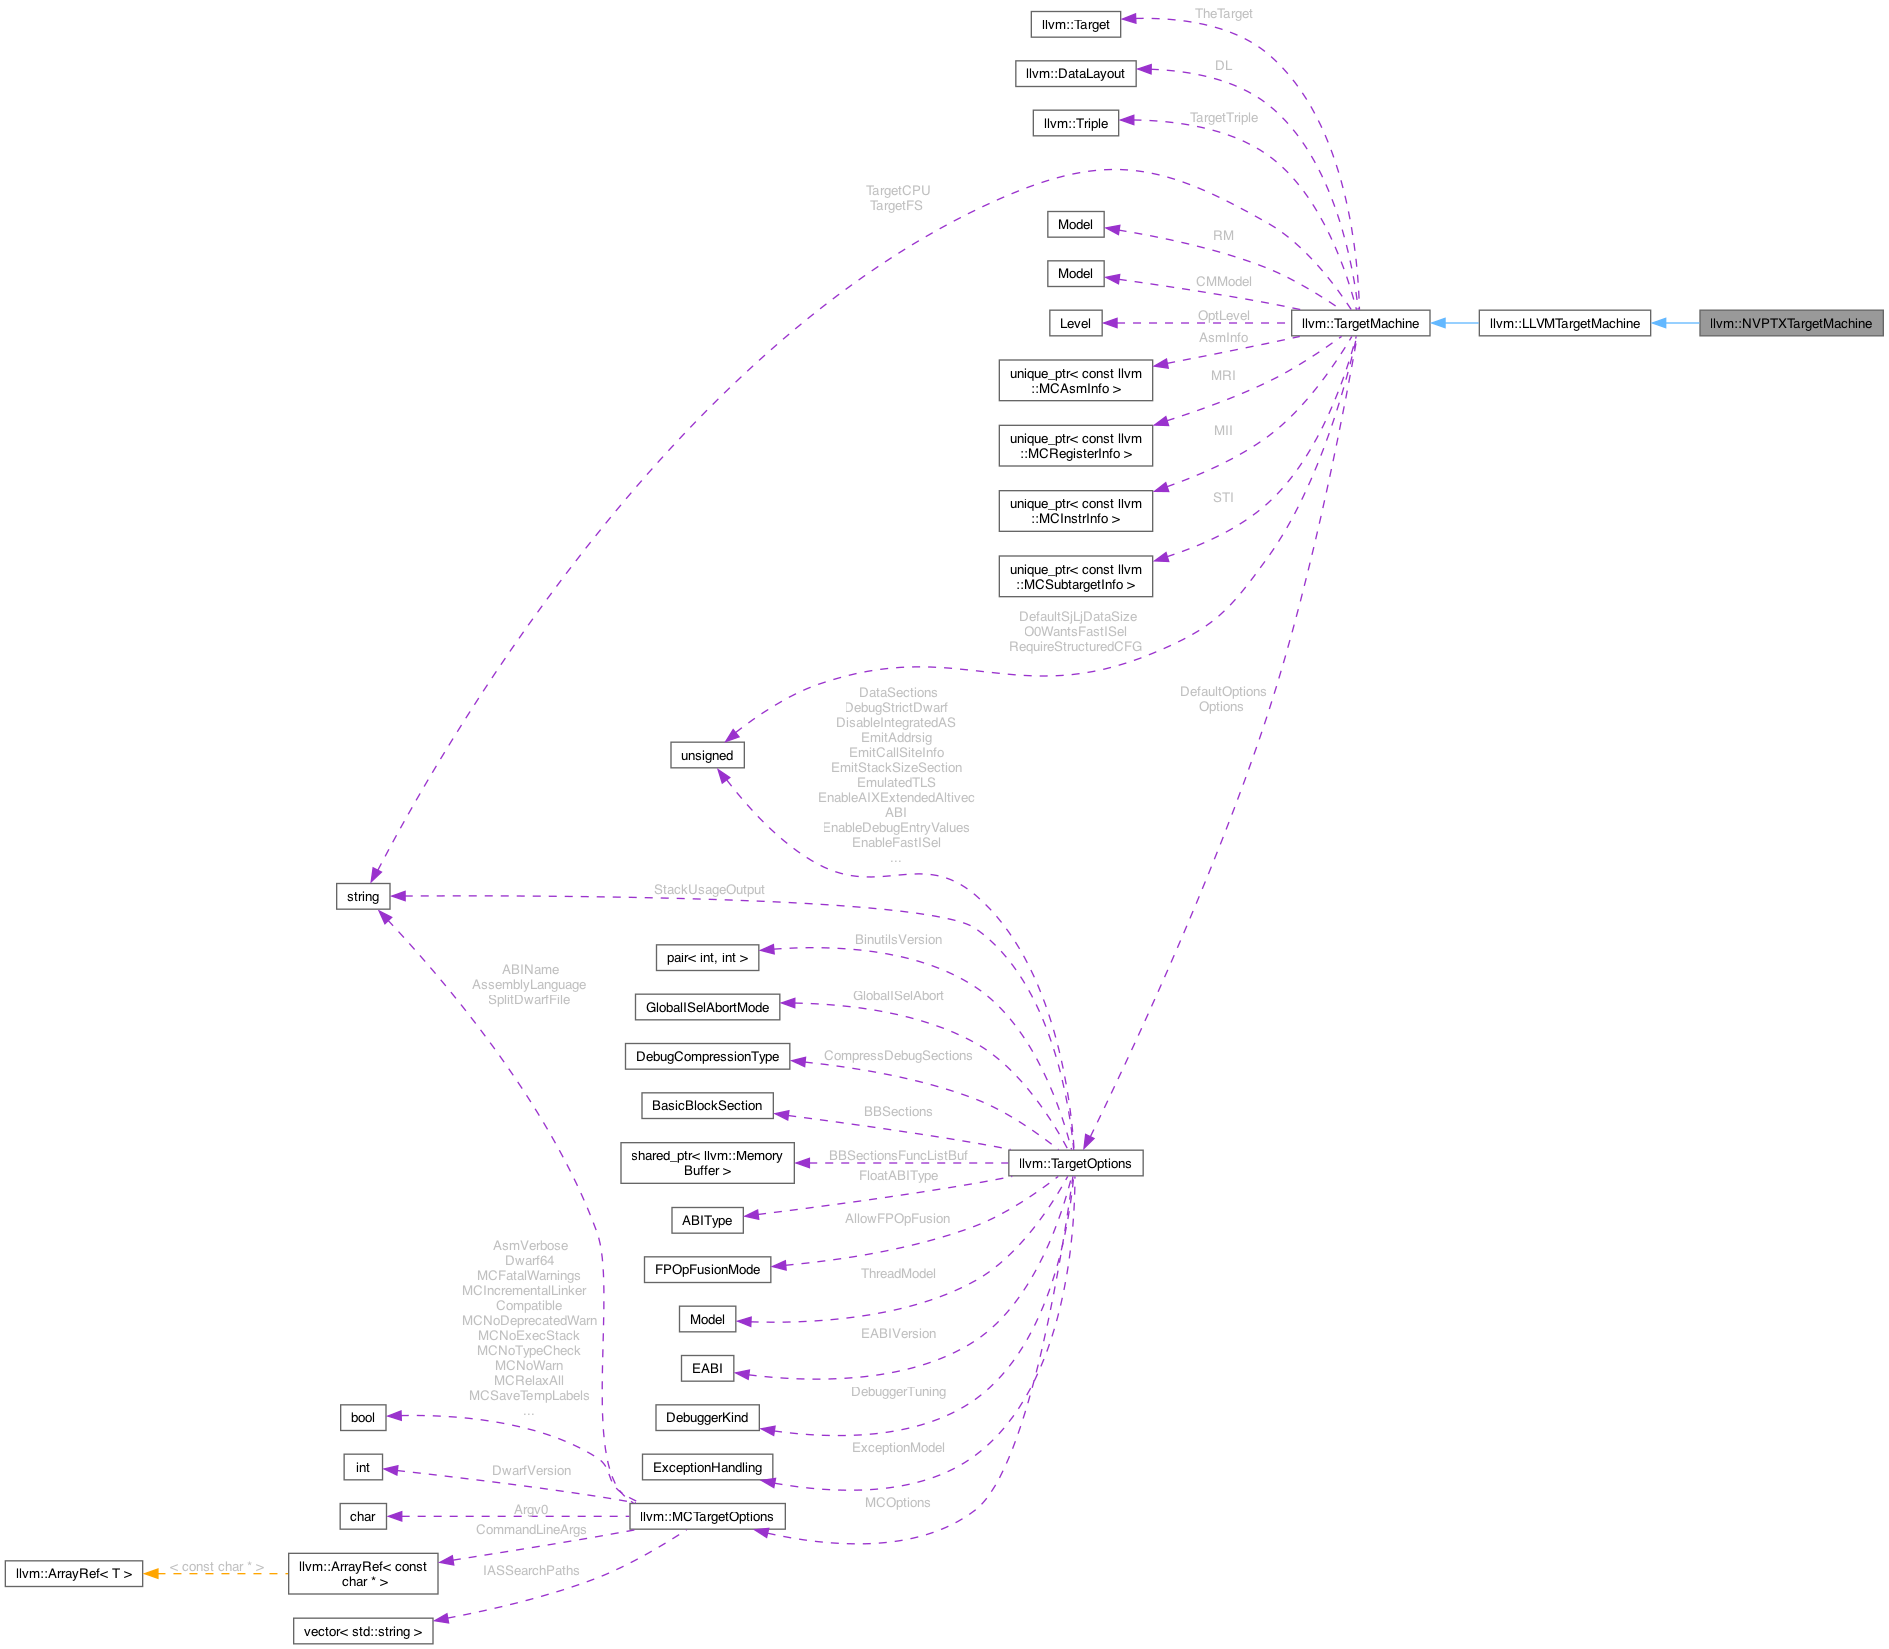 TheTarget
llvm::Target
DL
llvm::DataLayout
TargetTriple
llvm::Triple
TargetCPU
TargetFS
Model
RM
Model
CMModel
Level
OptLevel
llvm::TargetMachine
llvm::LLVMTargetMachine
llvm::NVPTXTargetMachine
AsmInfo
unique_ptr< const llvm
::MCAsmInfo >
MRI
unique_ptr< const llvm
::MCRegisterInfo >
MII
unique_ptr< const llvm
::MCInstrInfo >
STI
unique_ptr< const llvm
::MCSubtargetInfo >
DefaultSjLjDataSize
O0WantsFastISel
RequireStructuredCFG
DefaultOptions
Options
DataSections
DebugStrictDwarf
DisableIntegratedAS
EmitAddrsig
EmitCallSiteInfo
EmitStackSizeSection
EmulatedTLS
EnableAIXExtendedAltivec
ABI
EnableDebugEntryValues
EnableFastISel
...
unsigned
string
StackUsageOutput
BinutilsVersion
pair< int, int >
ABIName
AssemblyLanguage
SplitDwarfFile
GlobalISelAbort
GlobalISelAbortMode
CompressDebugSections
DebugCompressionType
BBSections
BasicBlockSection
BBSectionsFuncListBuf
shared_ptr< llvm::Memory
Buffer >
llvm::TargetOptions
FloatABIType
ABIType
AllowFPOpFusion
FPOpFusionMode
ThreadModel
Model
EABIVersion
EABI
DebuggerTuning
DebuggerKind
ExceptionModel
ExceptionHandling
MCOptions
AsmVerbose
Dwarf64
MCFatalWarnings
MCIncrementalLinker
Compatible
MCNoDeprecatedWarn
MCNoExecStack
MCNoTypeCheck
MCNoWarn
MCRelaxAll
MCSaveTempLabels
...
bool
int
DwarfVersion
char
Argv0
llvm::MCTargetOptions
CommandLineArgs
llvm::ArrayRef< T >
< const char * >
llvm::ArrayRef< const
char * >
IASSearchPaths
vector< std::string >